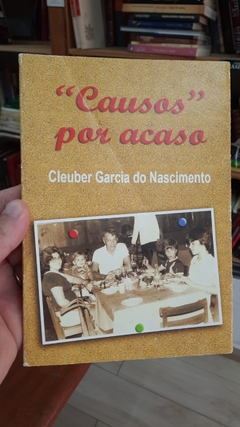 “Causos”
por acaso
Cleuber Garcia do Nascimento